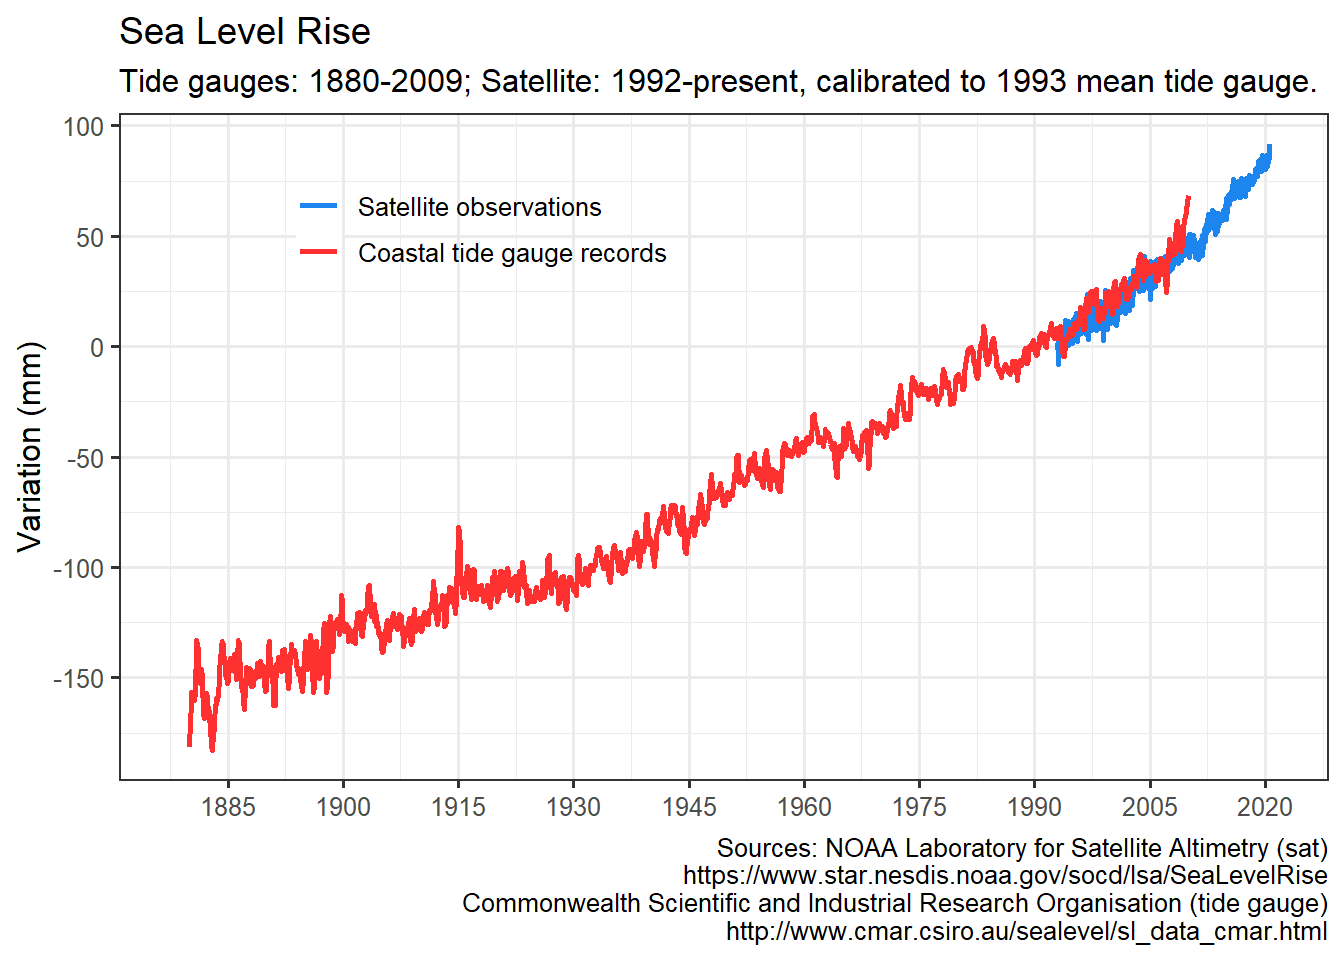 Sea Level Rise
Tide gauges: 1880-2009; Satellite: 1992-present, calibrated to 1993 mean tide gauge.
100
50
0
-50
-100
-150
Variation (mm)
Satellite observations
Coastal tide gauge records
1885 1900 1915 1930 1945 1960 1975 1990 2005 2020
Sources: NOAA Laboratory for Satellite Altimetry (sat)
https://www.star.nesdis.noaa.gov/socd/lsa/SeaLevelRise
Commonwealth Scientific and Industrial Research Organisation (tide gauge)
http://www.cmar.csiro.au/sealevel/sl_data_cmar.html